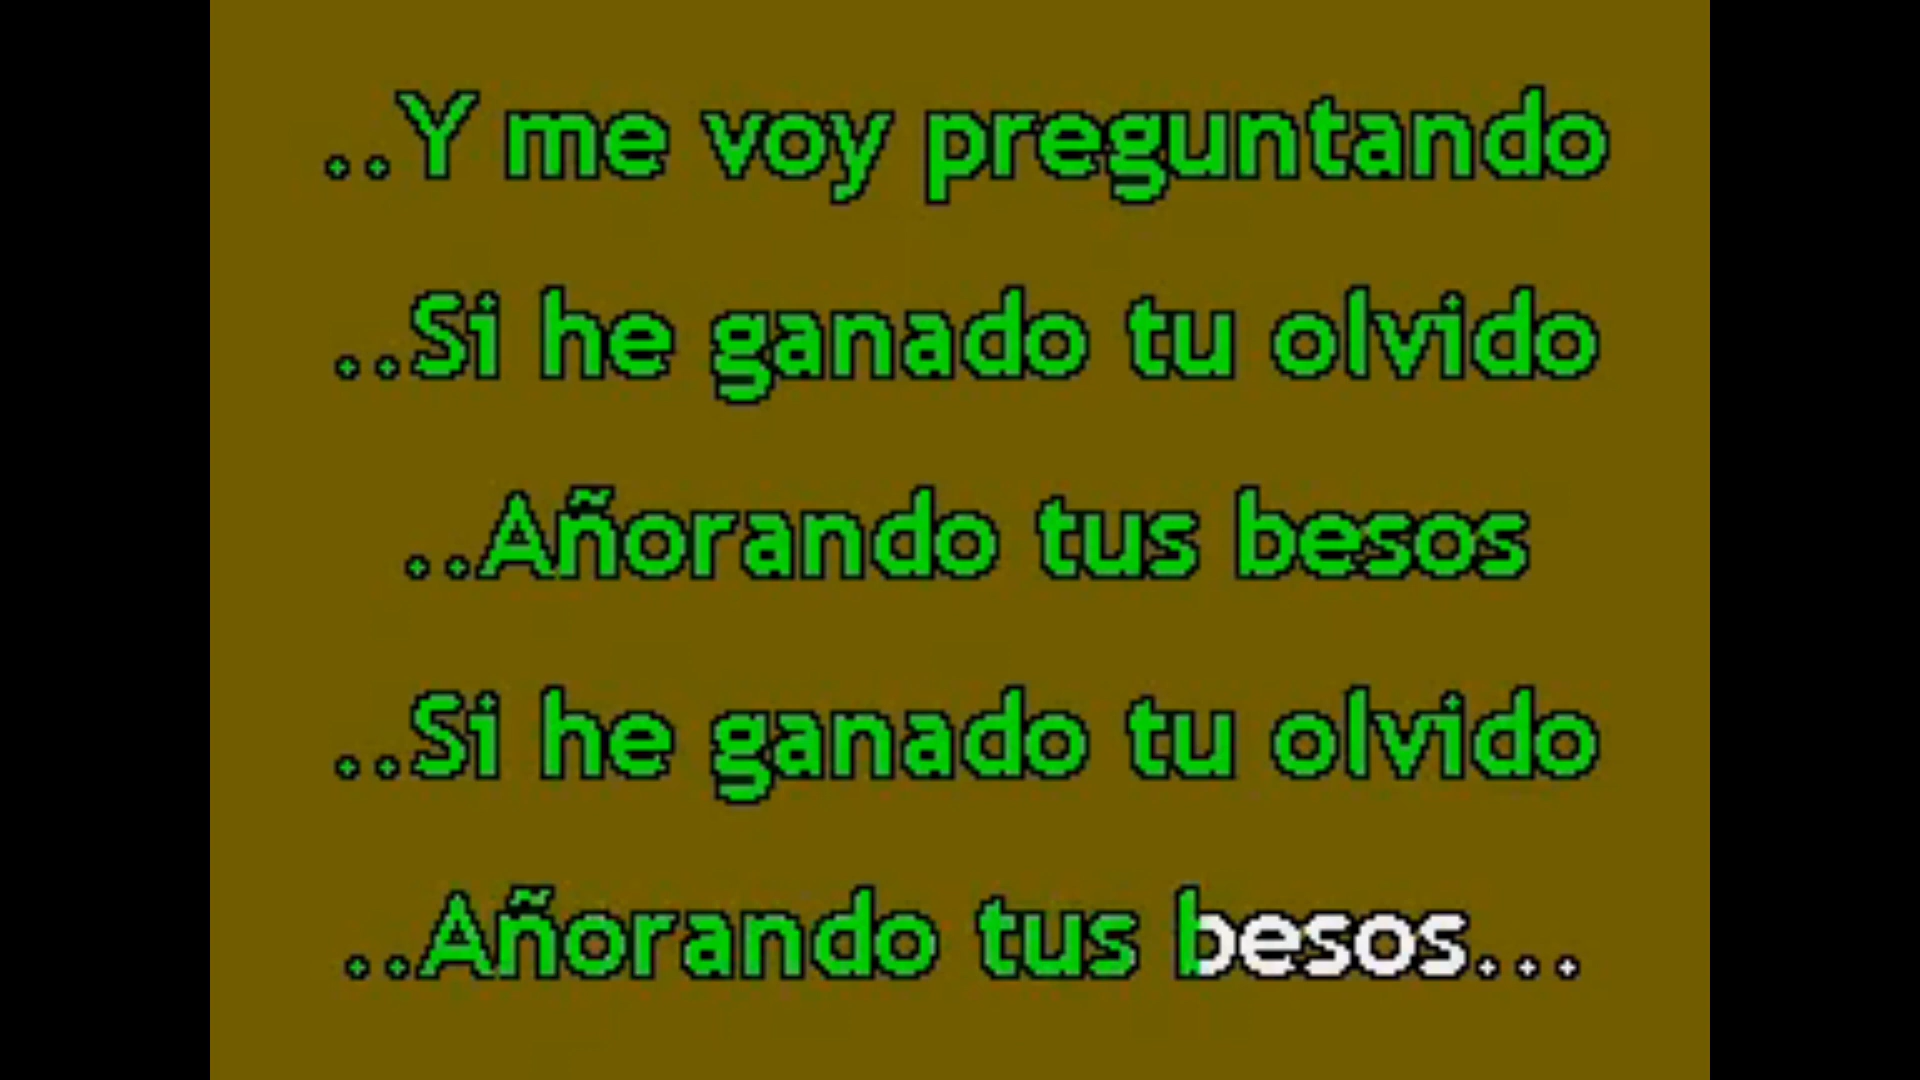 ..Y me voy preguntando
..Si he ganado tu olvido
..Añorando tus besos
..Si he ganado tu olvido
..Añorando tus besos...